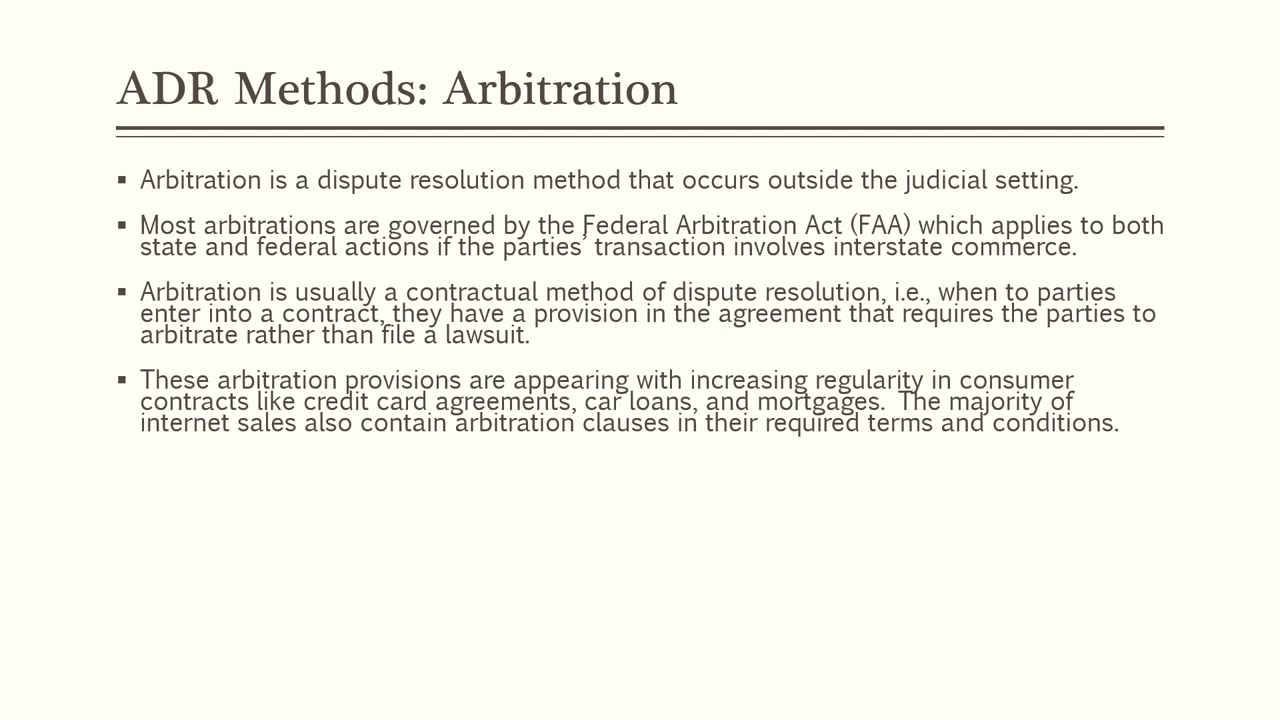 ADR Methods: Arbitration
▪ Arbitration is a dispute resolution method that occurs outside the judicial setting.
▪ Most arbitrations are governed by the Federal Arbitration Act (FAA) which applies to both
state and federal actions if the parties’ transaction involves interstate commerce.
▪ Arbitration is usually a contractual method of dispute resolution, i.e., when to parties
enter into a contract, they have a provision in the agreement that requires the parties to
arbitrate rather than file a lawsuit.
▪ These arbitration provisions are appearing with increasing regularity in consumer
contracts like credit card agreements, car loans, and mortgages.  The majority of
internet sales also contain arbitration clauses in their required terms and conditions.